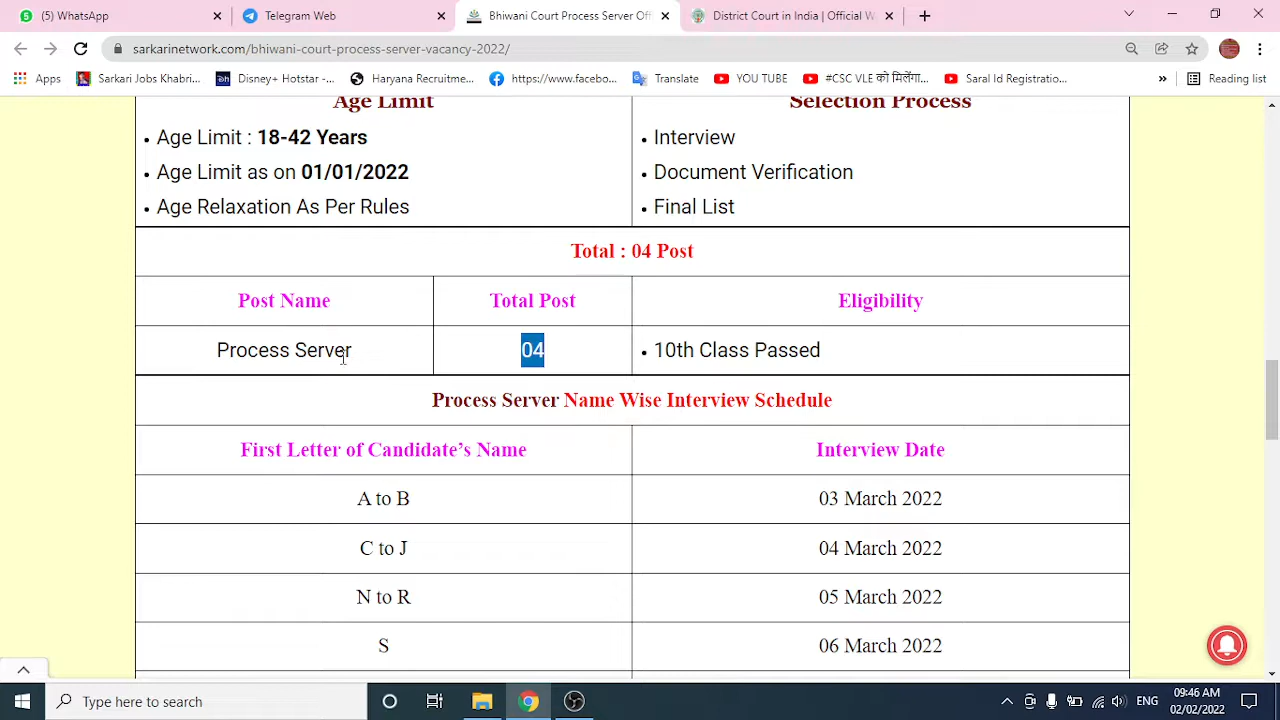 (5) WhatsApp
Telegram Web
Bhiwani Court Process Server Off
District Court in India | Official W
sarkarinetwork.com/bhiwani-court-process-server-vacancy-2022/
Apps
Sarkari Jobs Khabri...
Disney+ Hotstar -...
Haryana Recruitme...
https://www.facebo...
Translate
YOU TUBE
#CSC VLE को मिलेंगा...
Saral Id Registratio...
»
Reading list
Age Limit
Selection Process
• Age Limit : 18-42 Years
• Interview
• Age Limit as on 01/01/2022
• Document Verification
• Age Relaxation As Per Rules
• Final List
Total : 04 Post
Post Name
Total Post
Eligibility
Process Server
04
• 10th Class Passed
Process Server Name Wise Interview Schedule
First Letter of Candidate's Name
Interview Date
A to B
03 March 2022
C to J
04 March 2022
N to R
05 March 2022
S
06 March 2022
Type here to search
ENG
09:46 AM
02/02/2022